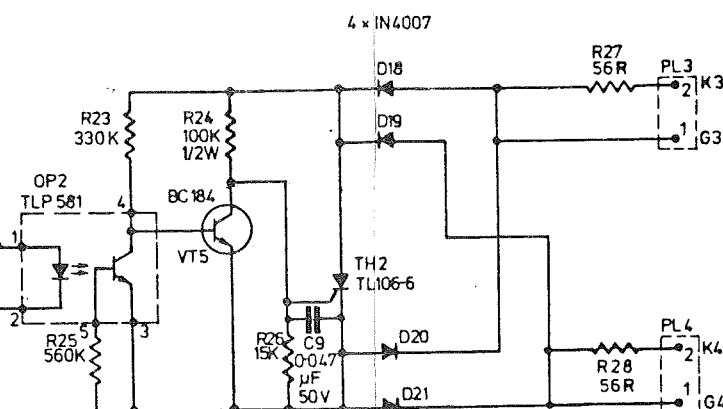 4 x IN4007
D18
R27
56R
PL3
2
K3
R23
330K
R24
100K
1/2W
D19
1
G3
OP2
TLP 581
4
BC 184
1
VT5
TH2
TL106-6
2
5
3
R25
560K
R26
15K
C9
0·047
µF
50V
D20
PL4
2
K4
R28
56R
D21
1
G4